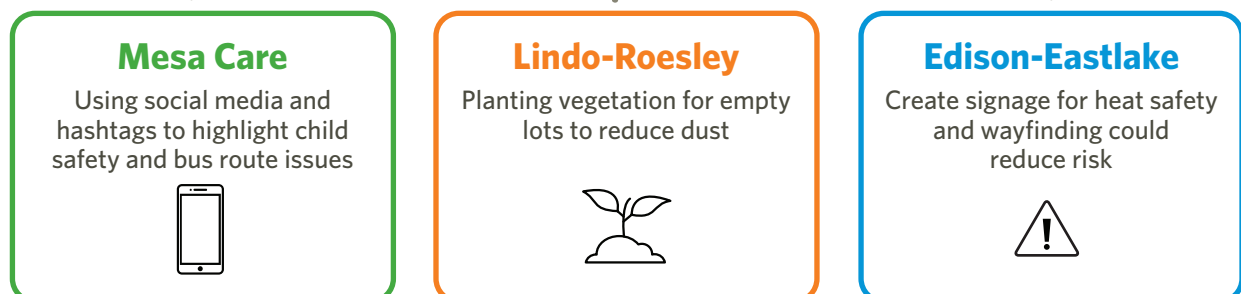 Mesa Care
Using social media and
hashtags to highlight child
safety and bus route issues
Lindo-Roesley
Planting vegetation for empty
lots to reduce dust
Edison-Eastlake
Create signage for heat safety
and wayfinding could
reduce risk